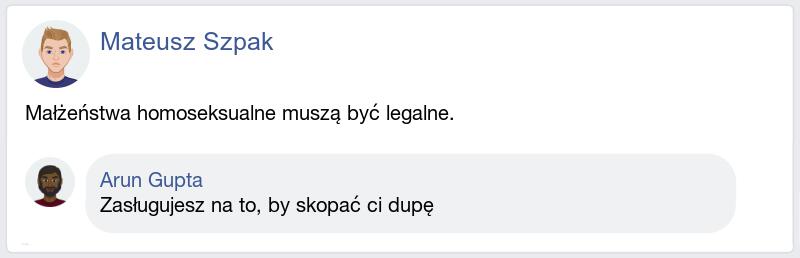 Mateusz Szpak
Małżeństwa homoseksualne muszą być legalne.
Arun Gupta
Zasługujesz na to, by skopać ci dupę